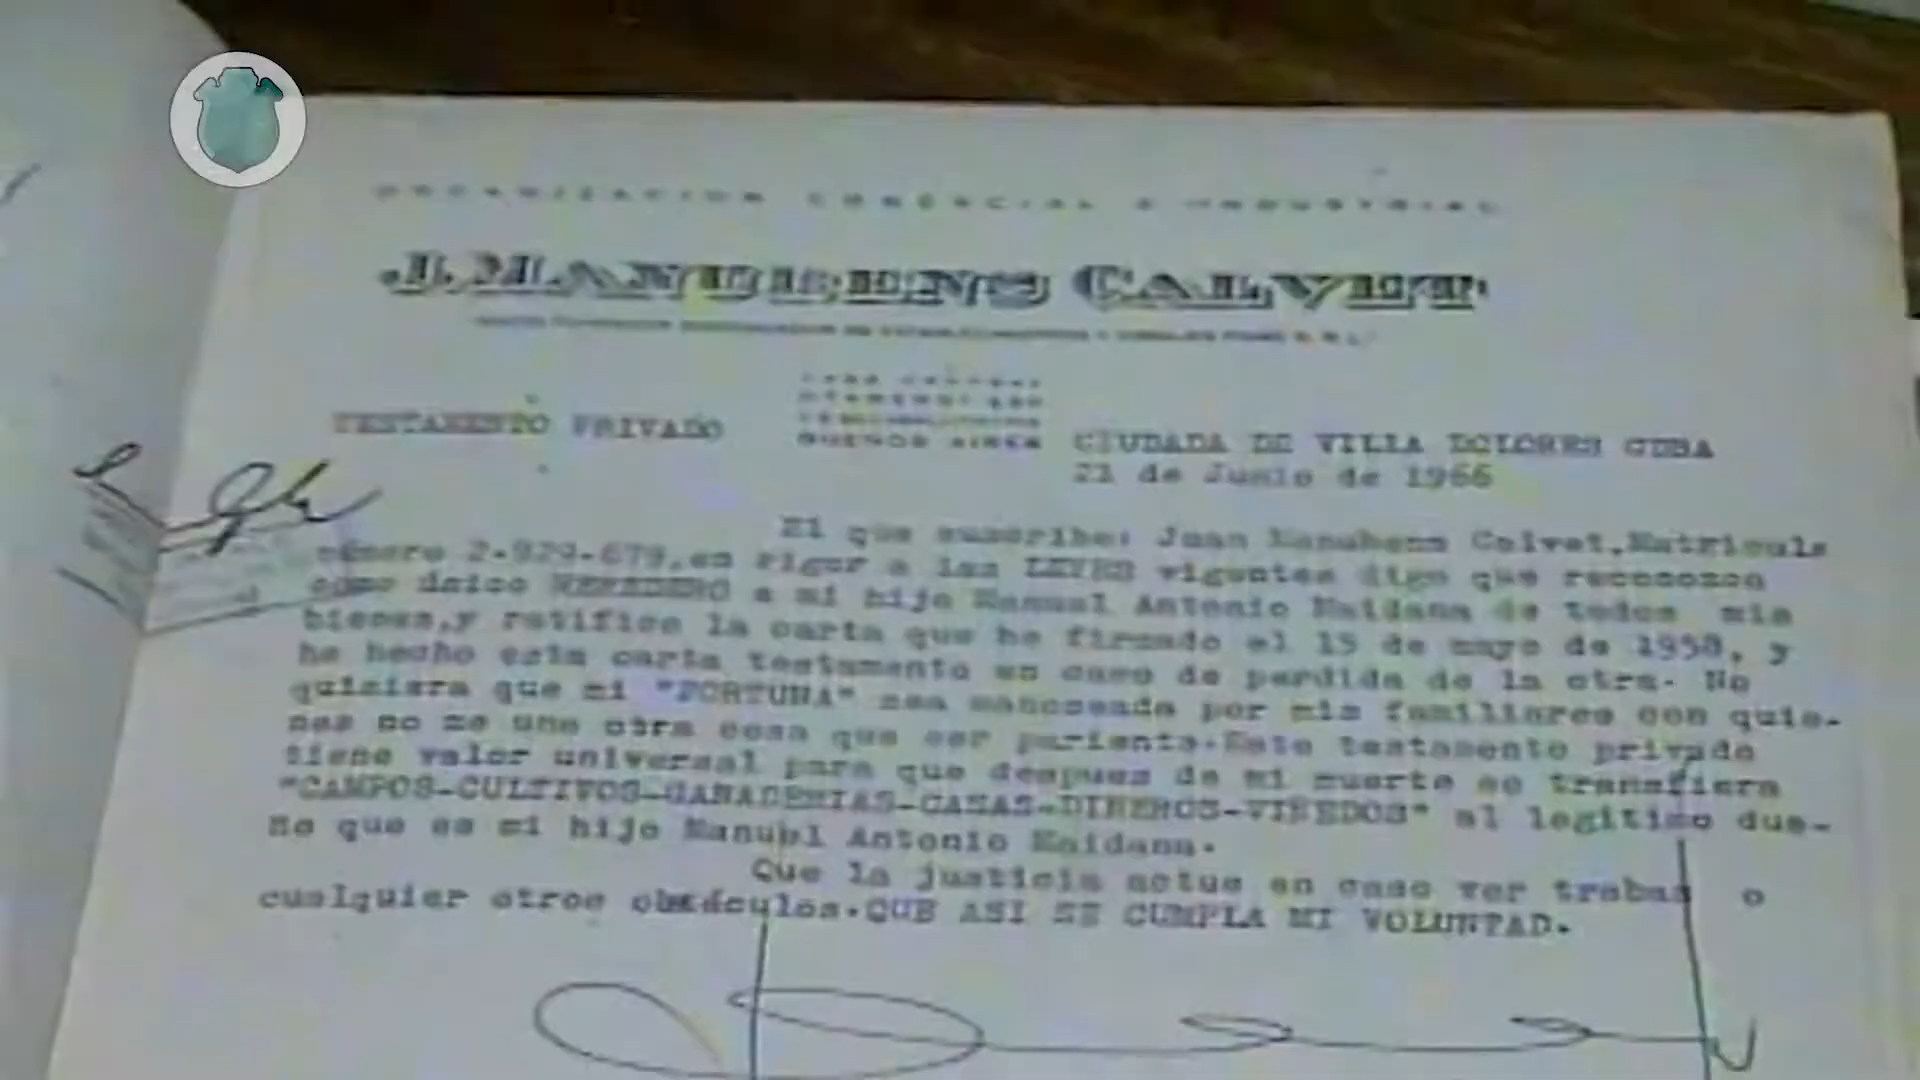 ORGANIZACION COMERCIAL E INDUSTRIAL
J. MANUBENS CALVET
BUENOS AIRES
TESTAMENTO PRIVADO
CIUDADA DE VILLA DOLORES CUBA
21 de Junio de 1966
El que suscribe: Juan Manubens Calvet, Matricula
número 2-929-679, en rigor a las LEYES vigentes digo que reconozco
como único HEREDERO a mi hijo Manuel Antonio Maidana de todos mis
bienes, y ratifico la carta que he firmado el 15 de mayo de 1958, y
he hecho esta carta testamento en caso de perdida de la otra. No
quisiera que mi "FORTUNA" sea manoseada por mis familiares con quie-
nes no me une otra cosa que ser pariente. Este testamento privado
tiene valor universal para que despues de mi muerte se transfiera
"CAMPOS-CULTIVOS-GANADERIAS-CASAS-DINEROS-VIÑEDOS" al legitimo due-
ño que es mi hijo Manuel Antonio Maidana.
Que la justicia actue en caso ver trabas o
cualquier otros obstáculos. QUE ASI SE CUMPLA MI VOLUNTAD.